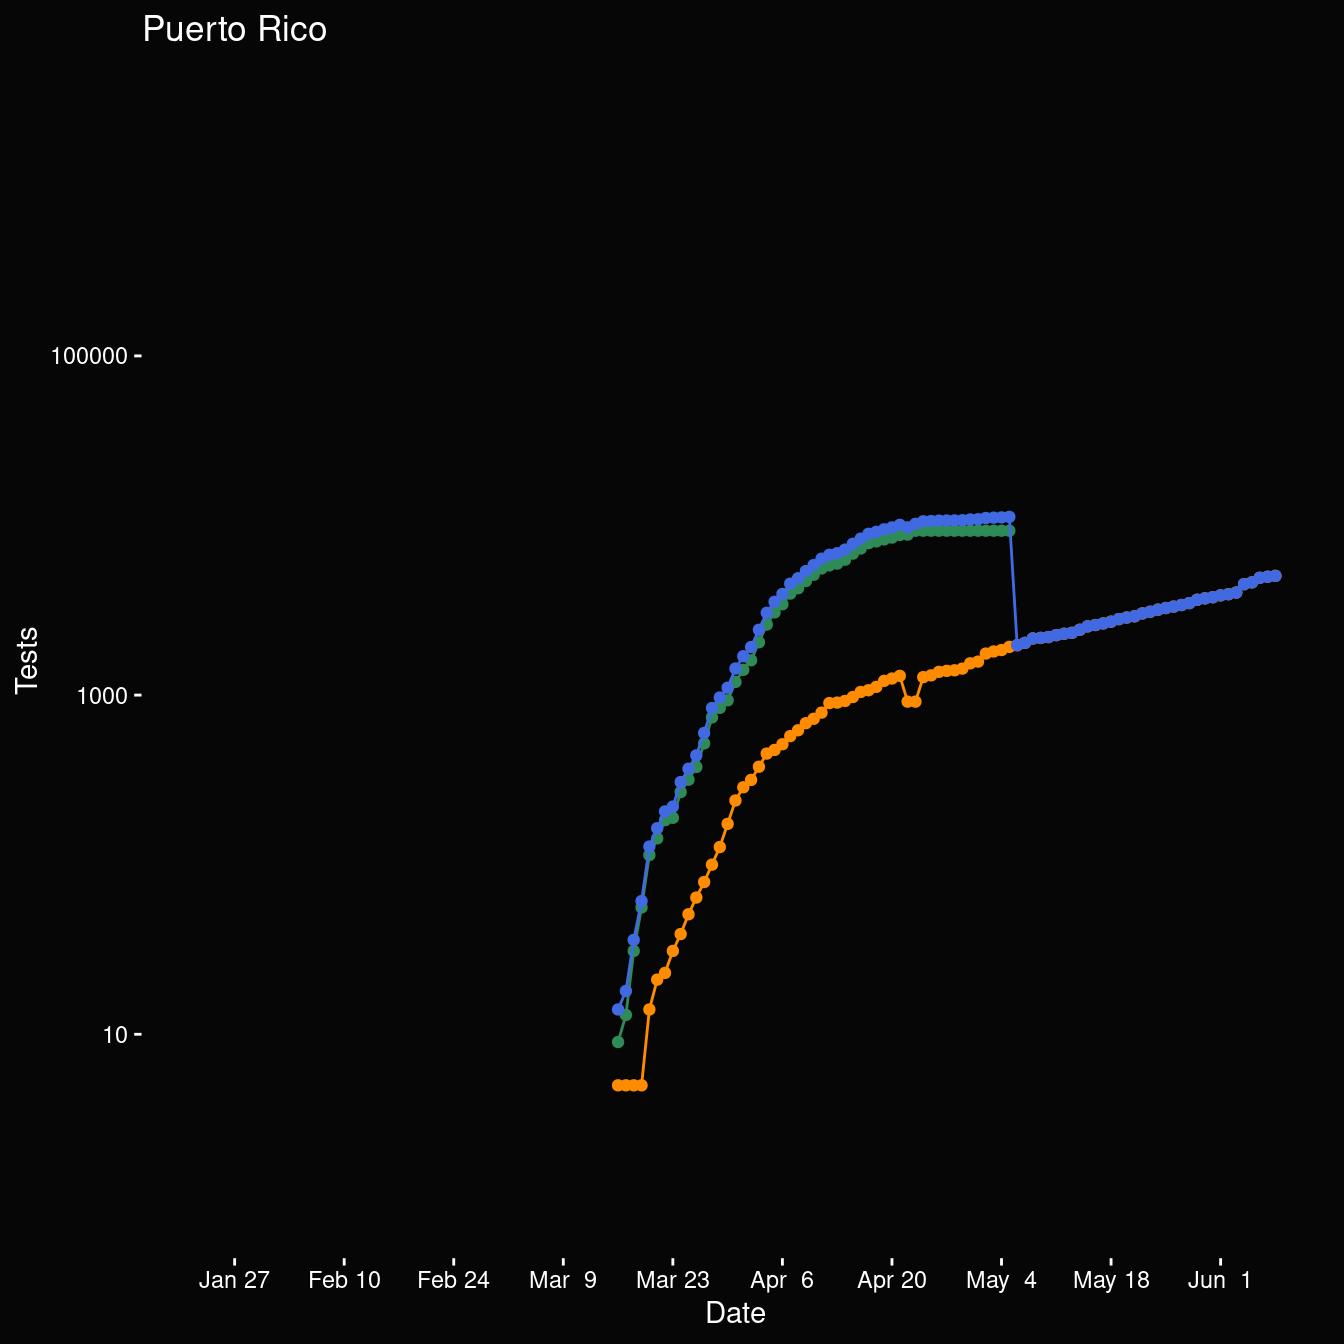 Puerto Rico
100000
1000
10
Tests
Jan 27
Feb 10
Feb 24
Mar 9
Mar 23
Apr 6
Apr 20
May 4
May 18
Jun 1
Date